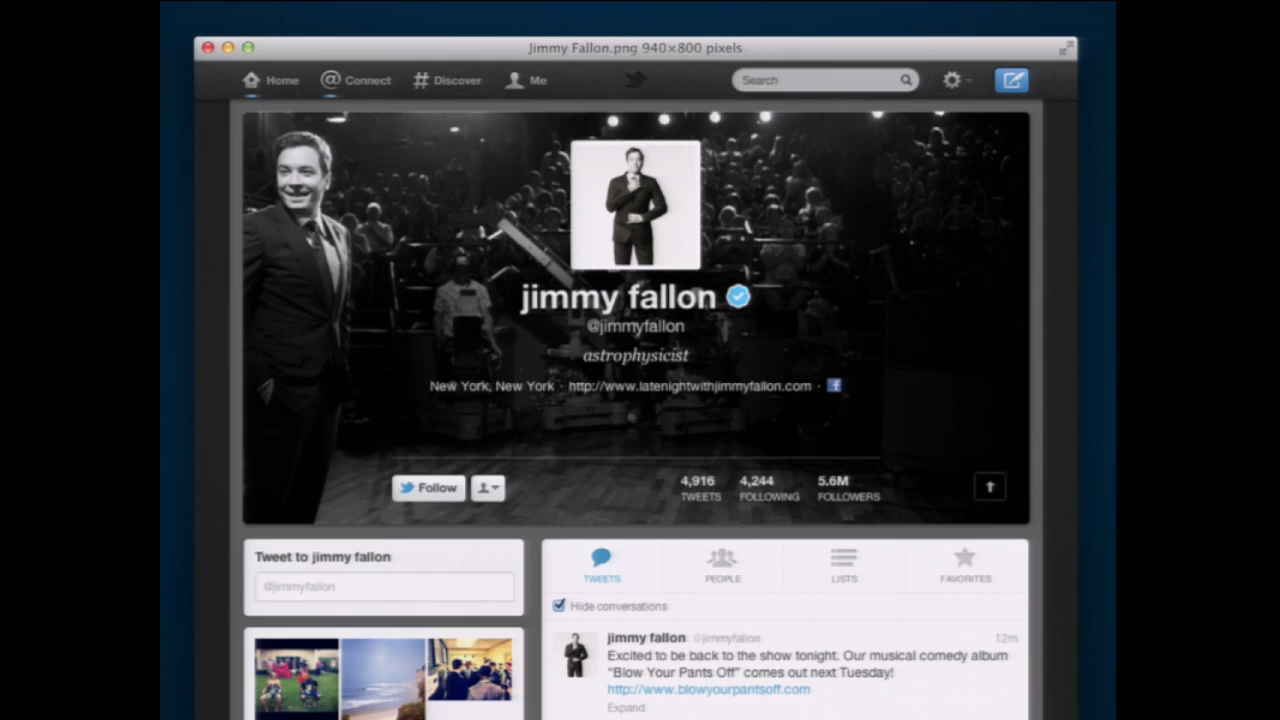 Jimmy Fallon.png 940×800 pixels
Home @ Connect # Discover Me Search
jimmy fallon
@jimmyfallon
astrophysicist
New York, New York · http://www.latenightwithjimmyfallon.com · f
Follow
4,916 4,244 5.6M
TWEETS FOLLOWING FOLLOWERS
Tweet to jimmy fallon
@jimmyfallon
TWEETS PEOPLE LISTS FAVORITES
Hide conversations
jimmy fallon @jimmyfallon 12m
Excited to be back to the show tonight. Our musical comedy album
"Blow Your Pants Off" comes out next Tuesday!
http://www.blowyourpantsoff.com
Expand